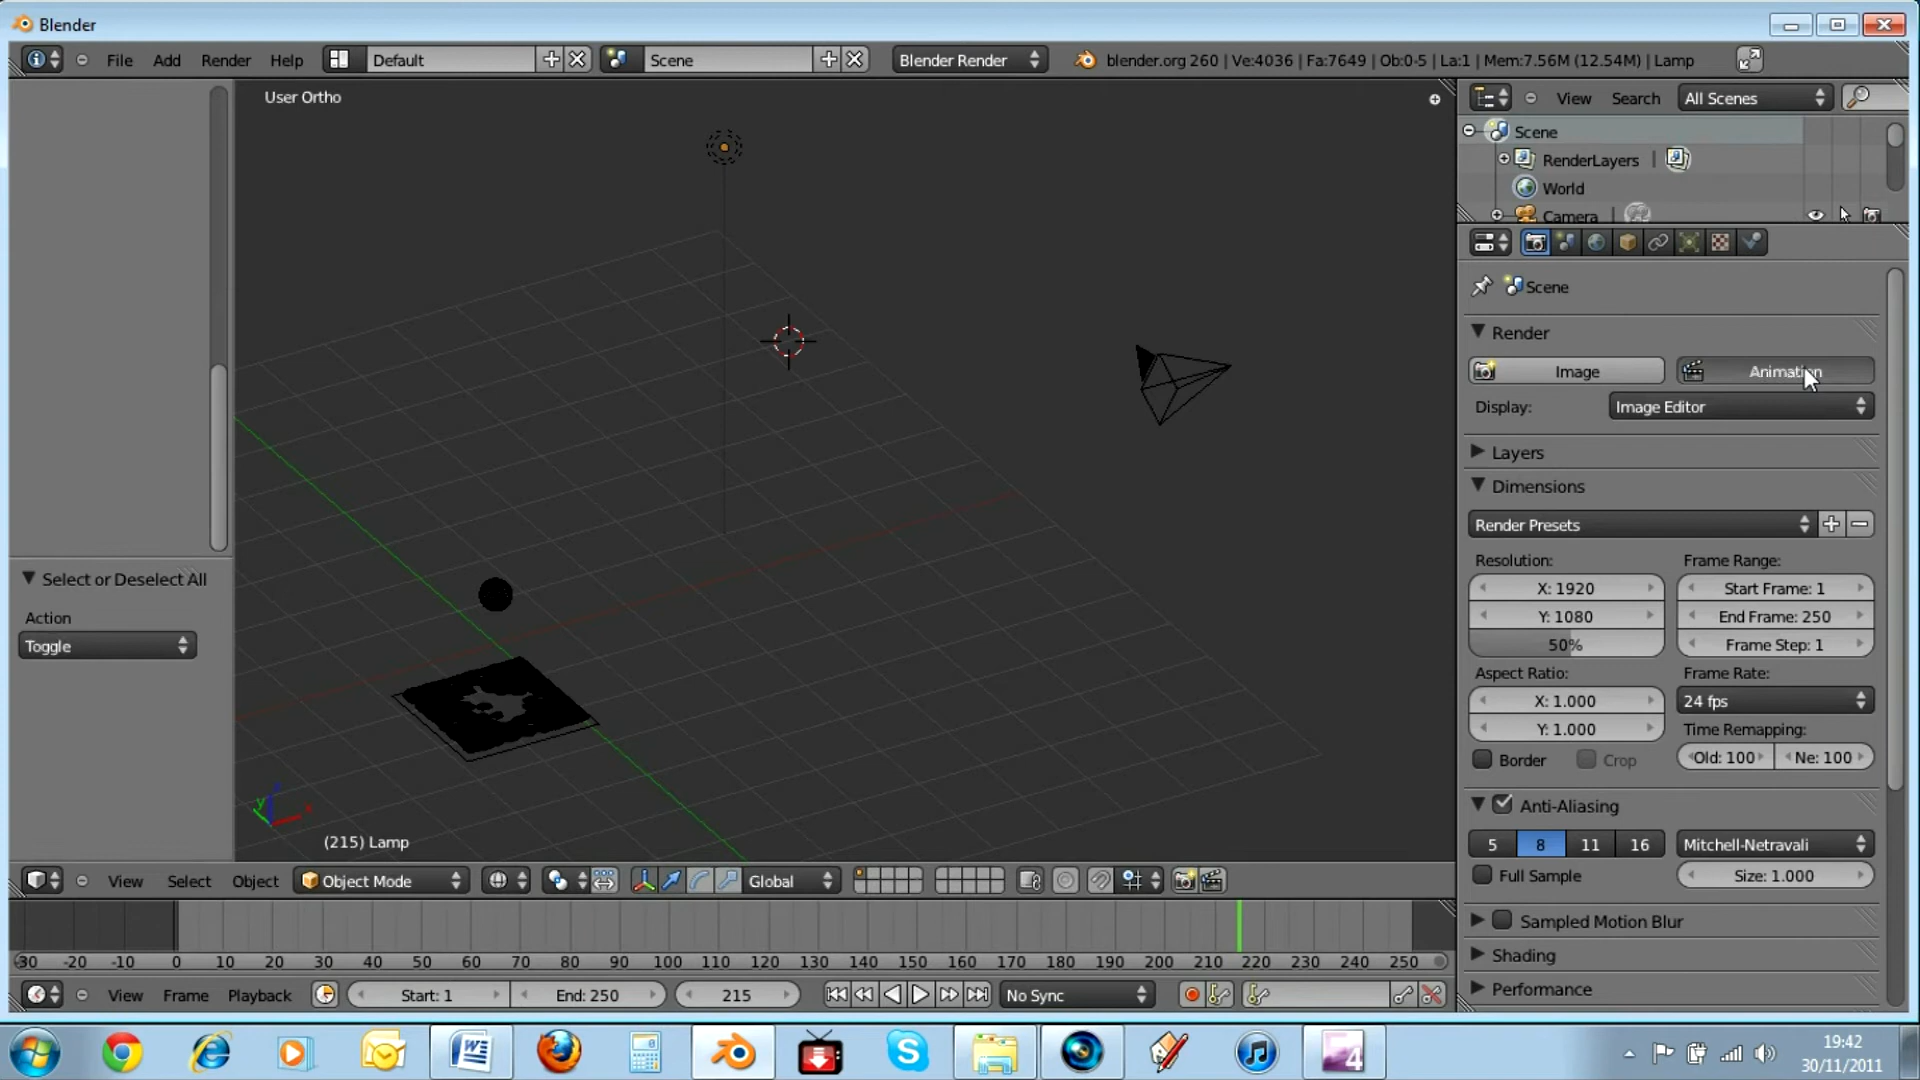 Blender
File Add Render Help Default Scene Blender Render blender.org 260 | Ve:4036 | Fa:7649 | Ob:0-5 | La:1 | Mem:7.56M (12.54M) | Lamp
User Ortho
View Search All Scenes
Scene
RenderLayers
World
Camera
Scene
Render
Image Animation
Display: Image Editor
Layers
Dimensions
Render Presets
Resolution: Frame Range:
X: 1920 Start Frame: 1
Y: 1080 End Frame: 250
50% Frame Step: 1
Aspect Ratio: Frame Rate:
X: 1.000 24 fps
Y: 1.000 Time Remapping:
Border Crop Old: 100 Ne: 100
Anti-Aliasing
5 8 11 16 Mitchell-Netravali
Full Sample Size: 1.000
Sampled Motion Blur
Shading
Performance
Select or Deselect All
Action
Toggle
y x
(215) Lamp
View Select Object Object Mode Global
-30 -20 -10 0 10 20 30 40 50 60 70 80 90 100 110 120 130 140 150 160 170 180 190 200 210 220 230 240 250
View Frame Playback Start: 1 End: 250 215 No Sync
19:42
30/11/2011